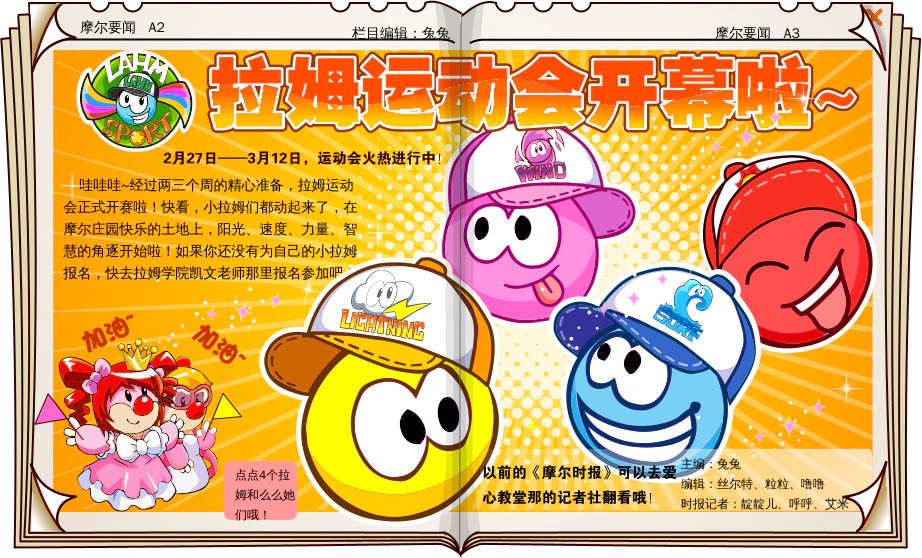 摩尔要闻 A2
栏目编辑:兔兔
摩尔要闻 A3
LAHM
LAHM
SPORT
拉姆运动会开幕啦~
2月27日——3月12日,运动会火热进行中!
哇哇哇~经过两三个周的精心准备,拉姆运动
会正式开赛啦!快看,小拉姆们都动起来了,在
摩尔庄园快乐的土地上,阳光、速度、力量、智
慧的角逐开始啦!如果你还没有为自己的小拉姆
报名,快去拉姆学院凯文老师那里报名参加吧
WIND
LIGHTNING
SURF
加油~
加油~
点点4个拉
姆和么么她
们哦!
以前的《摩尔时报》可以去爱
心教堂那的记者社翻看哦!
主编:兔兔
编辑:丝尔特、粒粒、噜噜
时报记者:靛靛儿、呼呼、艾米